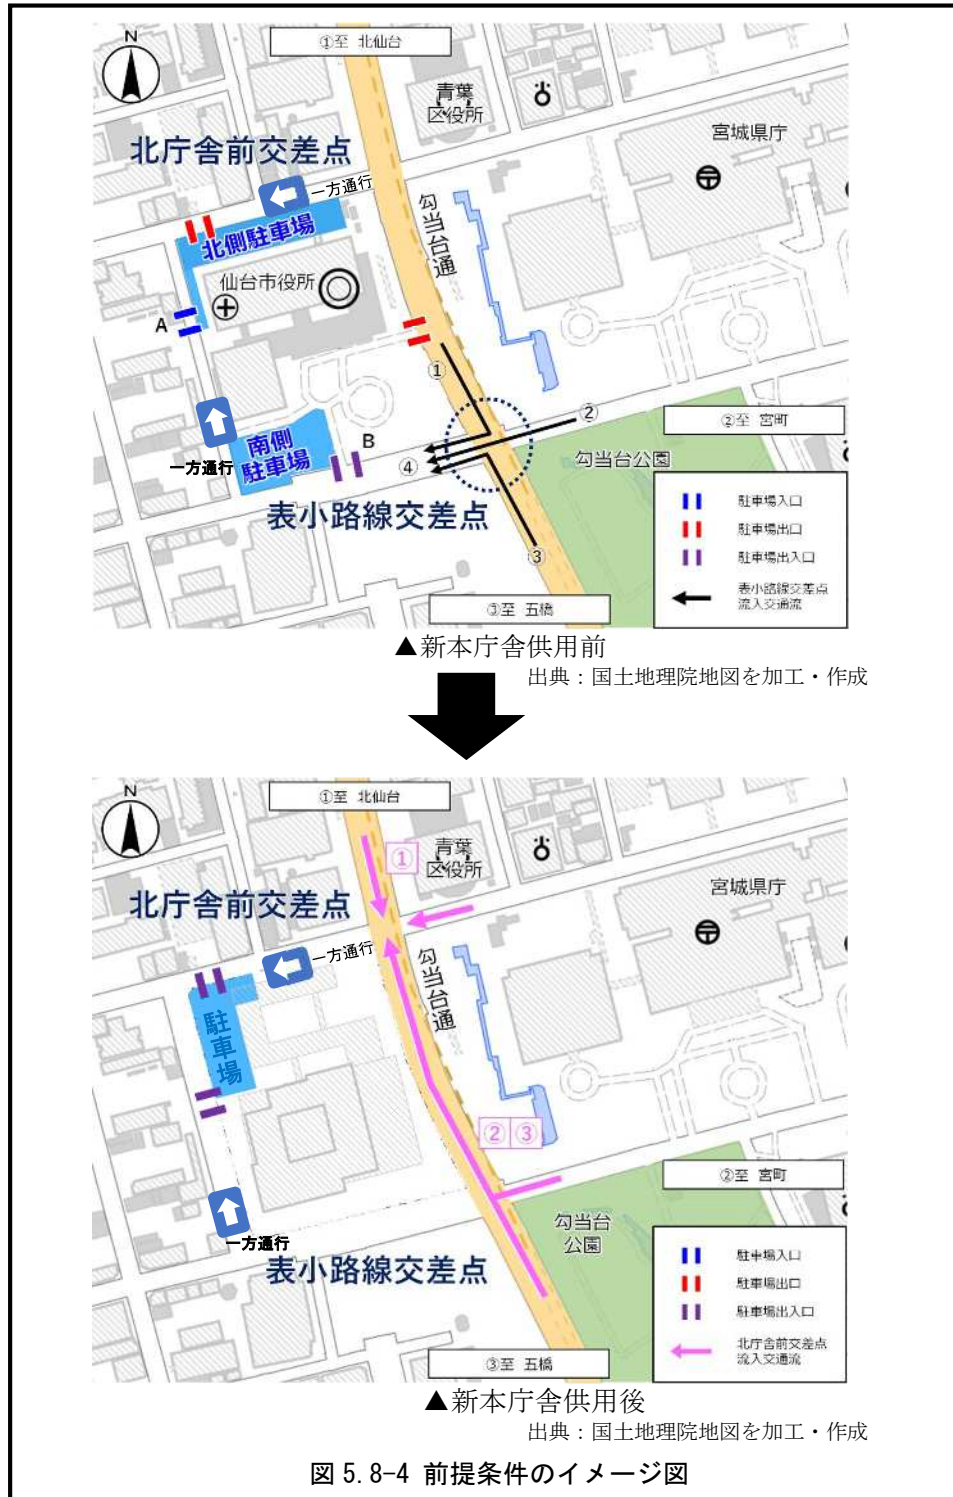 N
①至 北仙台
青葉
区役所
宮城県庁
北庁舎前交差点
一方通行
北側駐車場
勾当台通
仙台市役所
A
①
②
②至 宮町
一方通行
南側
駐車場
B
④
勾当台公園
表小路線交差点
③
駐車場入口
駐車場出口
駐車場出入口
表小路線交差点
流入交通流
③至 五橋
▲新本庁舎供用前
出典：国土地理院地図を加工・作成
N
①至 北仙台
①
青葉
区役所
宮城県庁
北庁舎前交差点
一方通行
勾当台通
駐車場
②③
②至 宮町
一方通行
勾当台
公園
表小路線交差点
駐車場入口
駐車場出口
駐車場出入口
北庁舎前交差点
流入交通流
③至 五橋
▲新本庁舎供用後
出典：国土地理院地図を加工・作成
図 5.8-4 前提条件のイメージ図